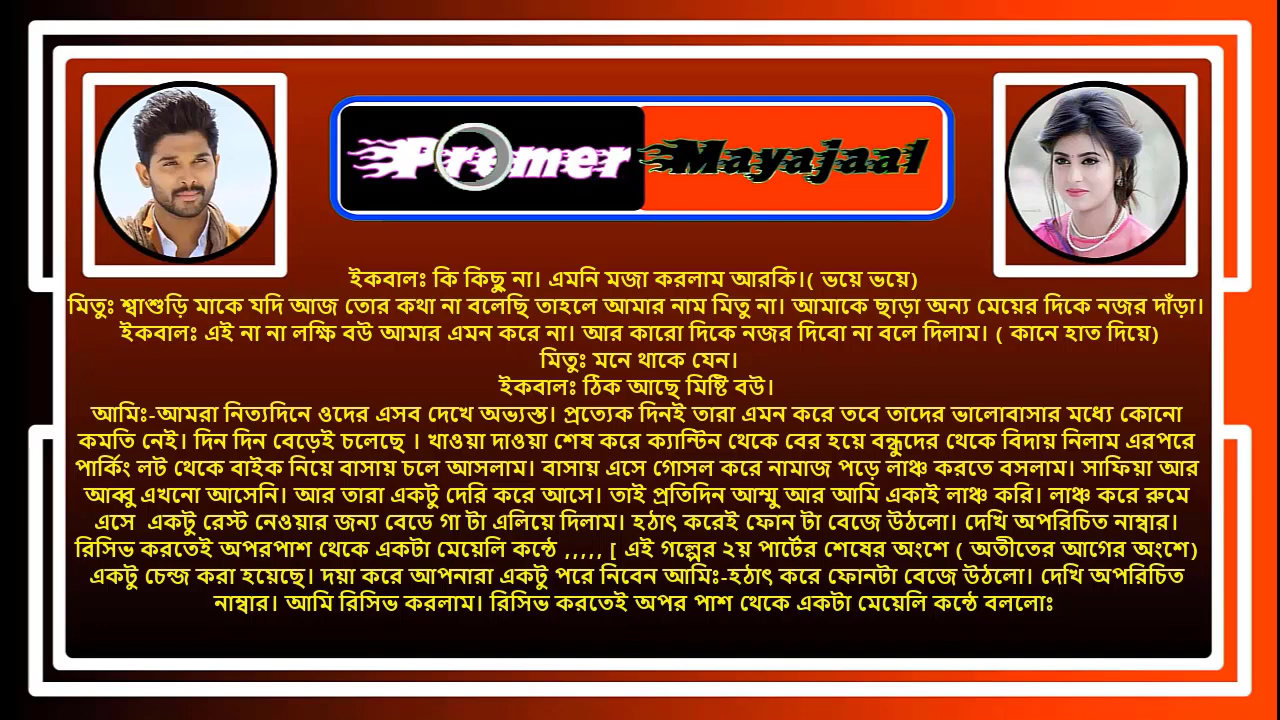 Premer Mayajaal
ইকবালঃ কি কিছু না। এমনি মজা করলাম আরকি।( ভয়ে ভয়ে)
মিতুঃ শ্বাশুড়ি মাকে যদি আজ তোর কথা না বলেছি তাহলে আমার নাম মিতু না। আমাকে ছাড়া অন্য মেয়ের দিকে নজর দাঁড়া।
ইকবালঃ এই না না লক্ষি বউ আমার এমন করে না। আর কারো দিকে নজর দিবো না বলে দিলাম। ( কানে হাত দিয়ে)
মিতুঃ মনে থাকে যেন।
ইকবালঃ ঠিক আছে মিষ্টি বউ।
আমিঃ-আমরা নিত্যদিনে ওদের এসব দেখে অভ্যস্ত। প্রত্যেক দিনই তারা এমন করে তবে তাদের ভালোবাসার মধ্যে কোনো
কমতি নেই। দিন দিন বেড়েই চলেছে । খাওয়া দাওয়া শেষ করে ক্যান্টিন থেকে বের হয়ে বন্ধুদের থেকে বিদায় নিলাম এরপরে
পার্কিং লট থেকে বাইক নিয়ে বাসায় চলে আসলাম। বাসায় এসে গোসল করে নামাজ পড়ে লাঞ্চ করতে বসলাম। সাফিয়া আর
আব্বু এখনো আসেনি। আর তারা একটু দেরি করে আসে। তাই প্রতিদিন আম্মু আর আমি একাই লাঞ্চ করি। লাঞ্চ করে রুমে
এসে একটু রেস্ট নেওয়ার জন্য বেডে গা টা এলিয়ে দিলাম। হঠাৎ করেই ফোন টা বেজে উঠলো। দেখি অপরিচিত নাম্বার।
রিসিভ করতেই অপরপাশ থেকে একটা মেয়েলি কন্ঠে ,,,,, [ এই গল্পের ২য় পার্টের শেষের অংশে ( অতীতের আগের অংশে)
একটু চেন্জ করা হয়েছে। দয়া করে আপনারা একটু পরে নিবেন আমিঃ-হঠাৎ করে ফোনটা বেজে উঠলো। দেখি অপরিচিত
নাম্বার। আমি রিসিভ করলাম। রিসিভ করতেই অপর পাশ থেকে একটা মেয়েলি কন্ঠে বললোঃ